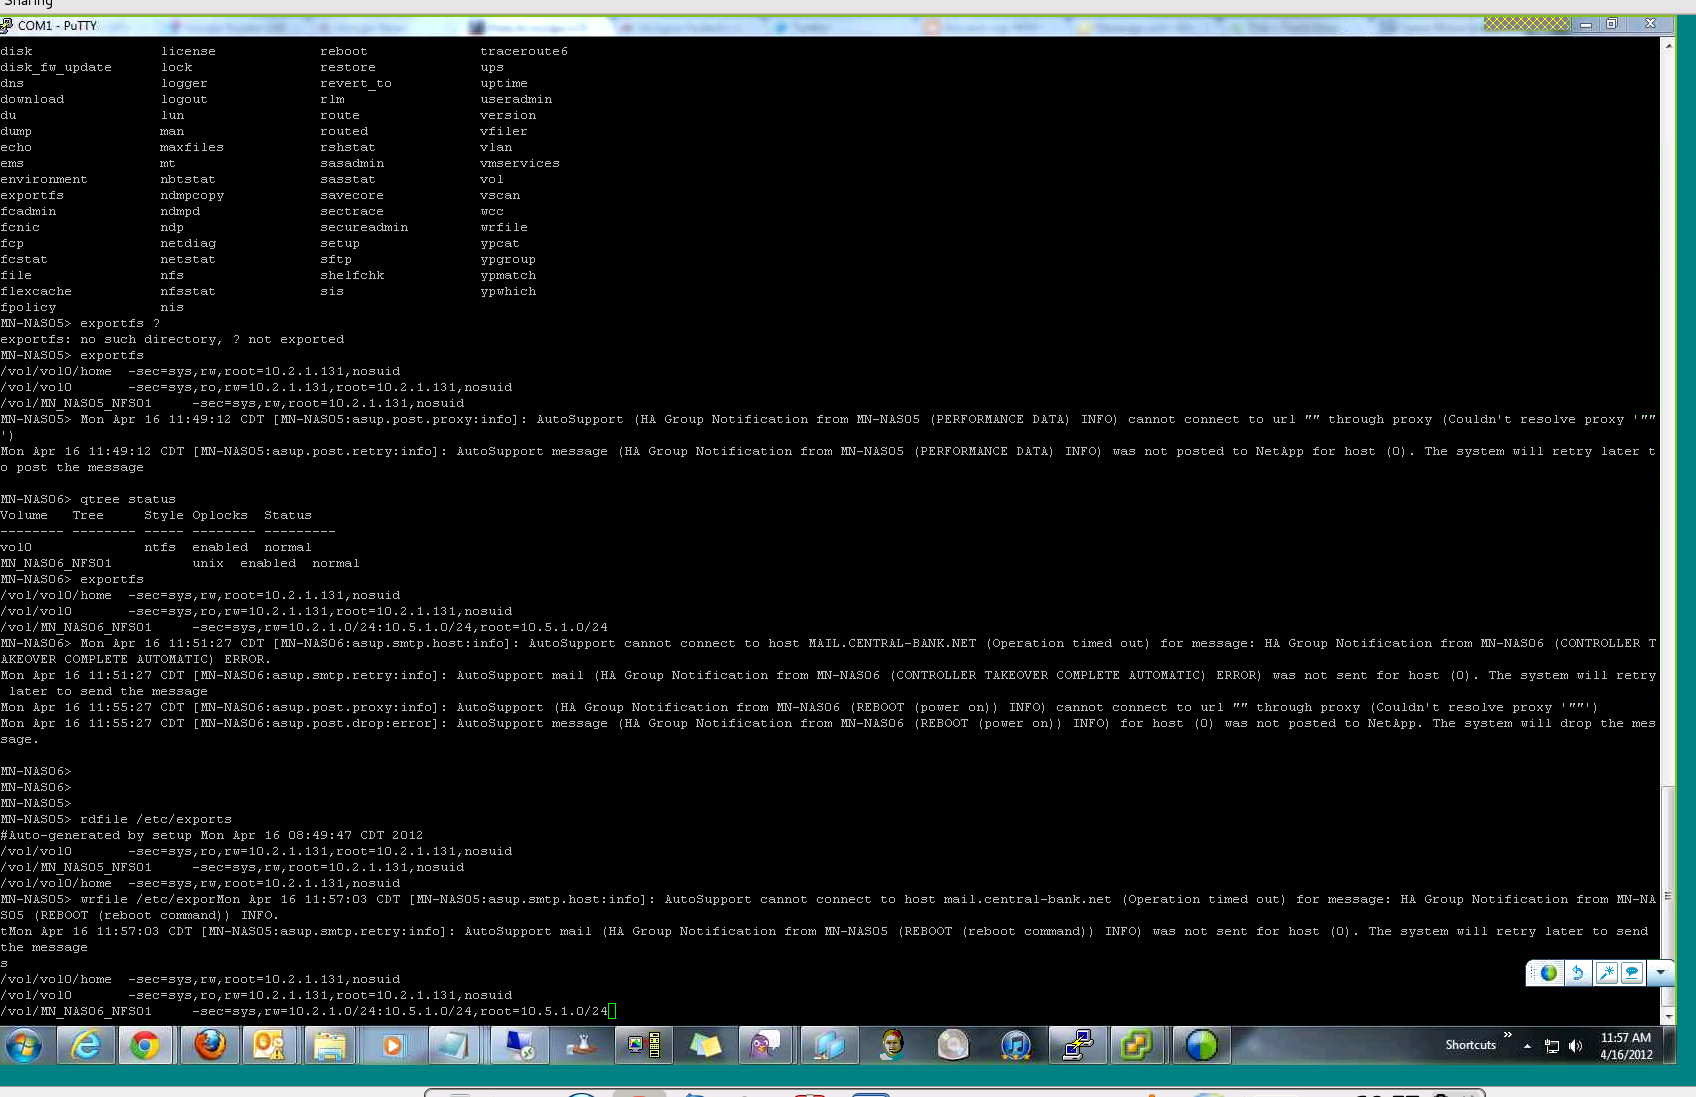 Sharing
COM1 - PuTTY
disk license reboot traceroute6
disk_fw_update lock restore ups
dns logger revert_to uptime
download logout rlm useradmin
du lun route version
dump man routed vfiler
echo maxfiles rshstat vlan
ems mt sasadmin vmservices
environment nbtstat sasstat vol
exportfs ndmpcopy savecore vscan
fcadmin ndmpd sectrace wcc
fcnic ndp secureadmin wrfile
fcp netdiag setup ypcat
fcstat netstat sftp ypgroup
file nfs shelfchk ypmatch
flexcache nfsstat sis ypwhich
fpolicy nis
MN-NAS05> exportfs ?
exportfs: no such directory, ? not exported
MN-NAS05> exportfs
/vol/vol0/home -sec=sys,rw,root=10.2.1.131,nosuid
/vol/vol0 -sec=sys,ro,rw=10.2.1.131,root=10.2.1.131,nosuid
/vol/MN_NAS05_NFS01 -sec=sys,rw,root=10.2.1.131,nosuid
MN-NAS05> Mon Apr 16 11:49:12 CDT [MN-NAS05:asup.post.proxy:info]: AutoSupport (HA Group Notification from MN-NAS05 (PERFORMANCE DATA) INFO) cannot connect to url "" through proxy (Couldn't resolve proxy '""
')
Mon Apr 16 11:49:12 CDT [MN-NAS05:asup.post.retry:info]: AutoSupport message (HA Group Notification from MN-NAS05 (PERFORMANCE DATA) INFO) was not posted to NetApp for host (0). The system will retry later t
o post the message
MN-NAS06> qtree status
Volume Tree Style Oplocks Status
-------- -------- ----- -------- ---------
vol0 ntfs enabled normal
MN_NAS06_NFS01 unix enabled normal
MN-NAS06> exportfs
/vol/vol0/home -sec=sys,rw,root=10.2.1.131,nosuid
/vol/vol0 -sec=sys,ro,rw=10.2.1.131,root=10.2.1.131,nosuid
/vol/MN_NAS06_NFS01 -sec=sys,rw=10.2.1.0/24:10.5.1.0/24,root=10.5.1.0/24
MN-NAS06> Mon Apr 16 11:51:27 CDT [MN-NAS06:asup.smtp.host:info]: AutoSupport cannot connect to host MAIL.CENTRAL-BANK.NET (Operation timed out) for message: HA Group Notification from MN-NAS06 (CONTROLLER T
AKEOVER COMPLETE AUTOMATIC) ERROR.
Mon Apr 16 11:51:27 CDT [MN-NAS06:asup.smtp.retry:info]: AutoSupport mail (HA Group Notification from MN-NAS06 (CONTROLLER TAKEOVER COMPLETE AUTOMATIC) ERROR) was not sent for host (0). The system will retry
later to send the message
Mon Apr 16 11:55:27 CDT [MN-NAS06:asup.post.proxy:info]: AutoSupport (HA Group Notification from MN-NAS06 (REBOOT (power on)) INFO) cannot connect to url "" through proxy (Couldn't resolve proxy '""')
Mon Apr 16 11:55:27 CDT [MN-NAS06:asup.post.drop:error]: AutoSupport message (HA Group Notification from MN-NAS06 (REBOOT (power on)) INFO) for host (0) was not posted to NetApp. The system will drop the mes
sage.
MN-NAS06>
MN-NAS06>
MN-NAS05>
MN-NAS05> rdfile /etc/exports
#Auto-generated by setup Mon Apr 16 08:49:47 CDT 2012
/vol/vol0 -sec=sys,ro,rw=10.2.1.131,root=10.2.1.131,nosuid
/vol/MN_NAS05_NFS01 -sec=sys,rw,root=10.2.1.131,nosuid
/vol/vol0/home -sec=sys,rw,root=10.2.1.131,nosuid
MN-NAS05> wrfile /etc/exporMon Apr 16 11:57:03 CDT [MN-NAS05:asup.smtp.host:info]: AutoSupport cannot connect to host mail.central-bank.net (Operation timed out) for message: HA Group Notification from MN-NA
S05 (REBOOT (reboot command)) INFO.
tMon Apr 16 11:57:03 CDT [MN-NAS05:asup.smtp.retry:info]: AutoSupport mail (HA Group Notification from MN-NAS05 (REBOOT (reboot command)) INFO) was not sent for host (0). The system will retry later to send
the message
s
/vol/vol0/home -sec=sys,rw,root=10.2.1.131,nosuid
/vol/vol0 -sec=sys,ro,rw=10.2.1.131,root=10.2.1.131,nosuid
/vol/MN_NAS06_NFS01 -sec=sys,rw=10.2.1.0/24:10.5.1.0/24,root=10.5.1.0/24
Shortcuts
11:57 AM
4/16/2012